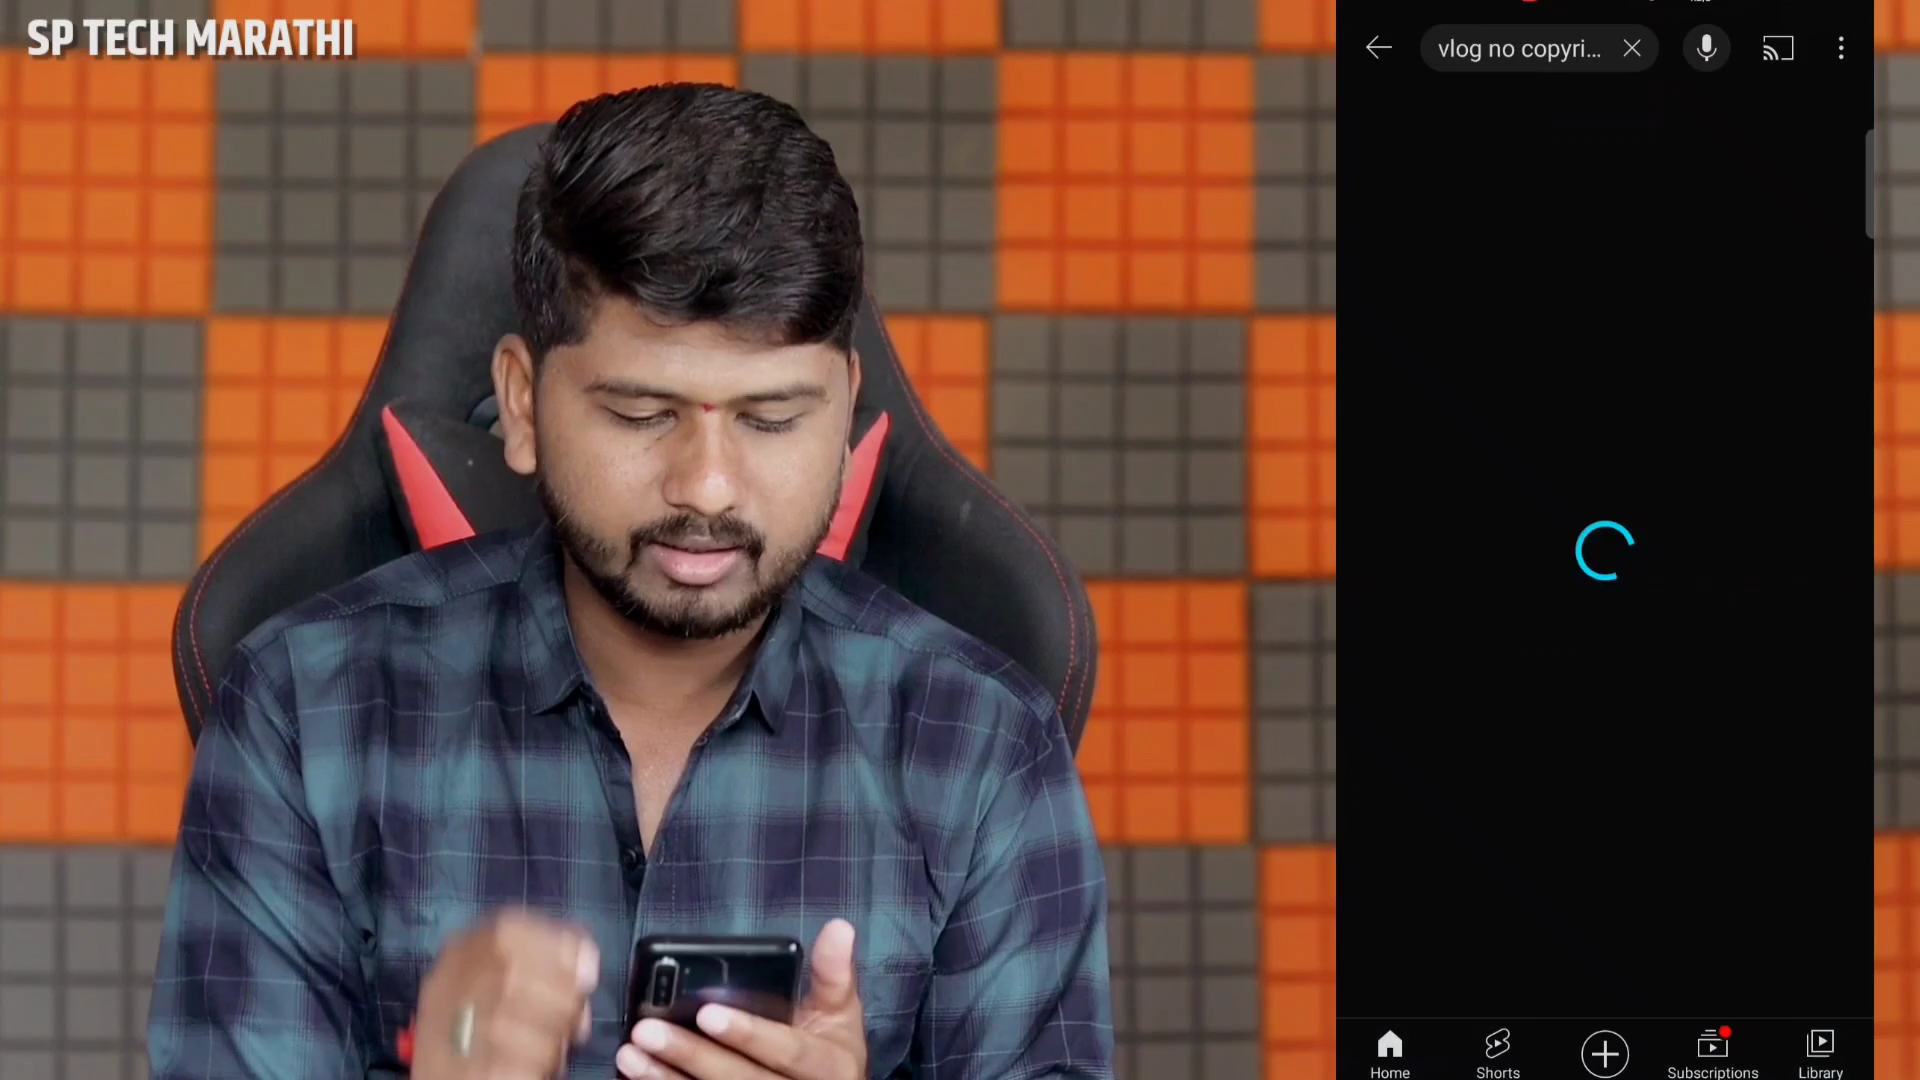 SP TECH MARATHI
vlog no copyri...
Home
Shorts
Subscriptions
Library